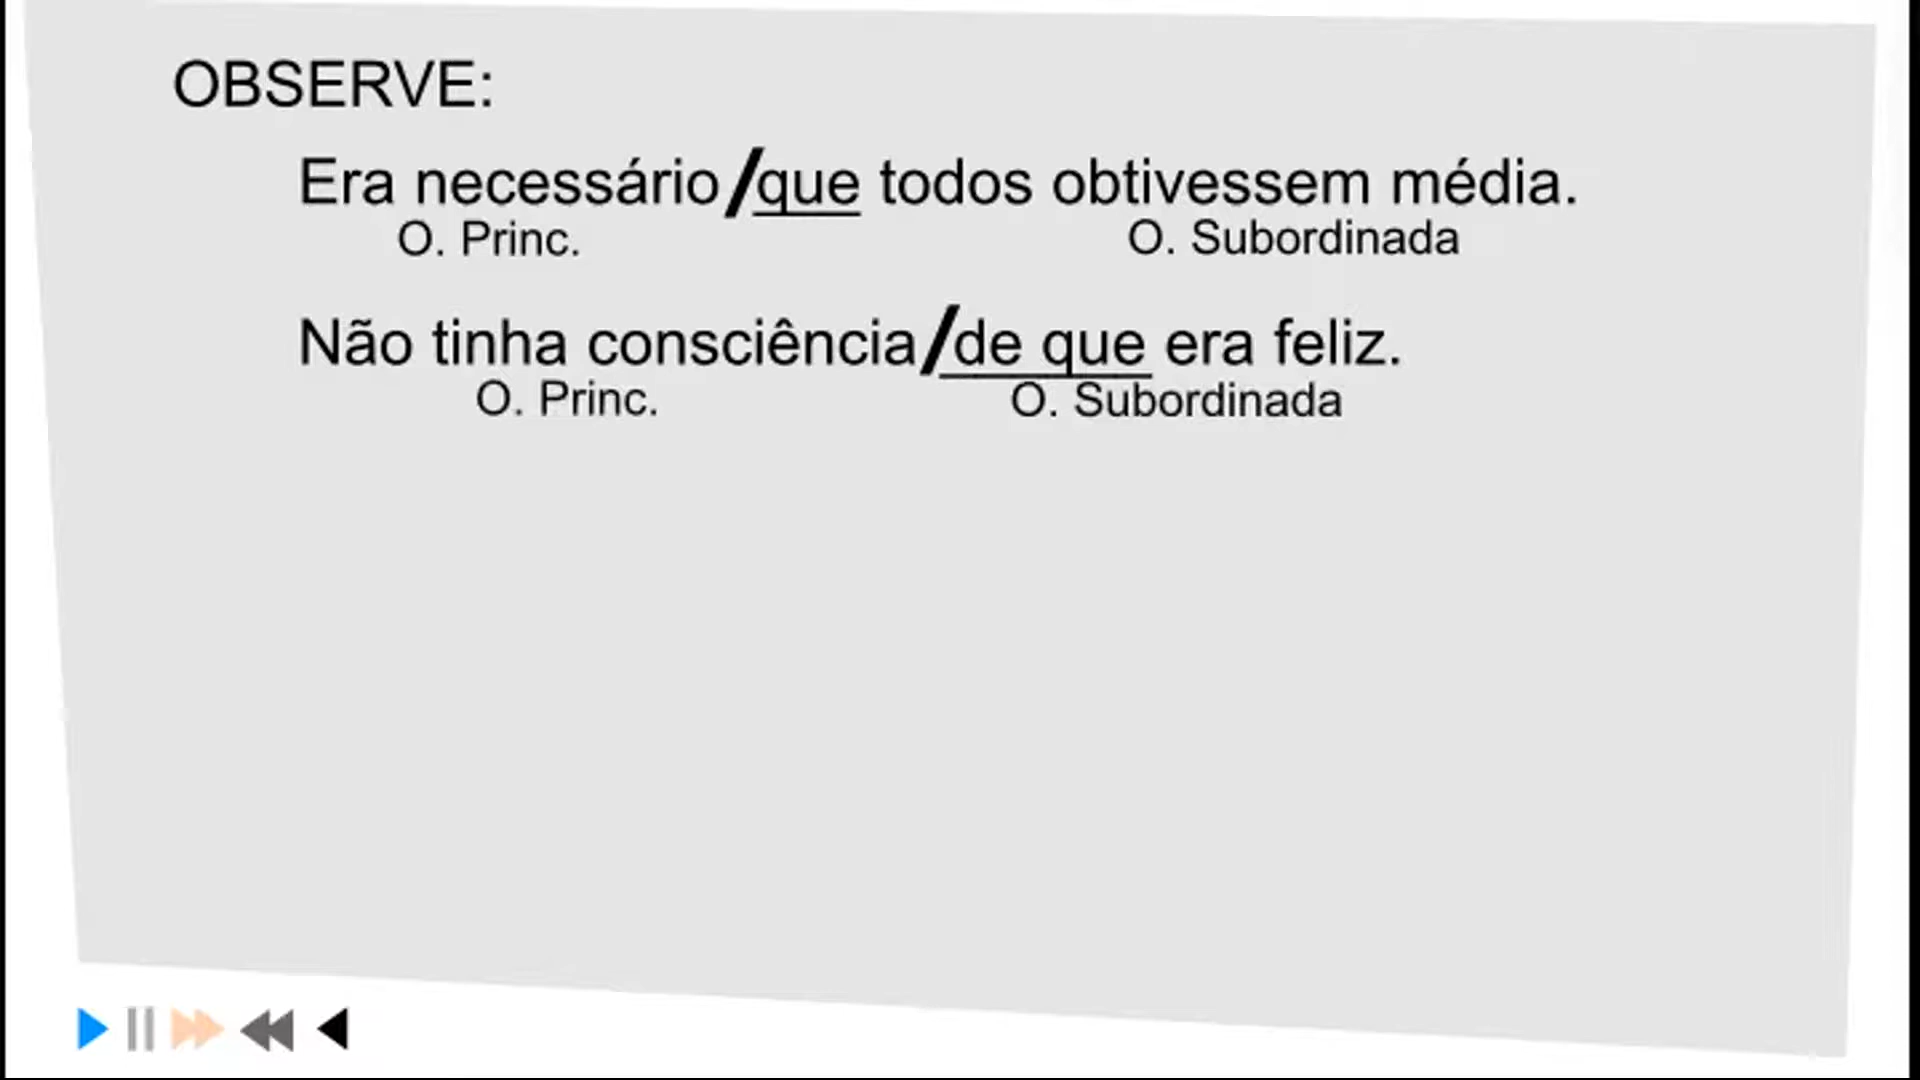 OBSERVE:
Era necessário/que todos obtivessem média.
O. Princ. O. Subordinada
Não tinha consciência/de que era feliz.
O. Princ. O. Subordinada